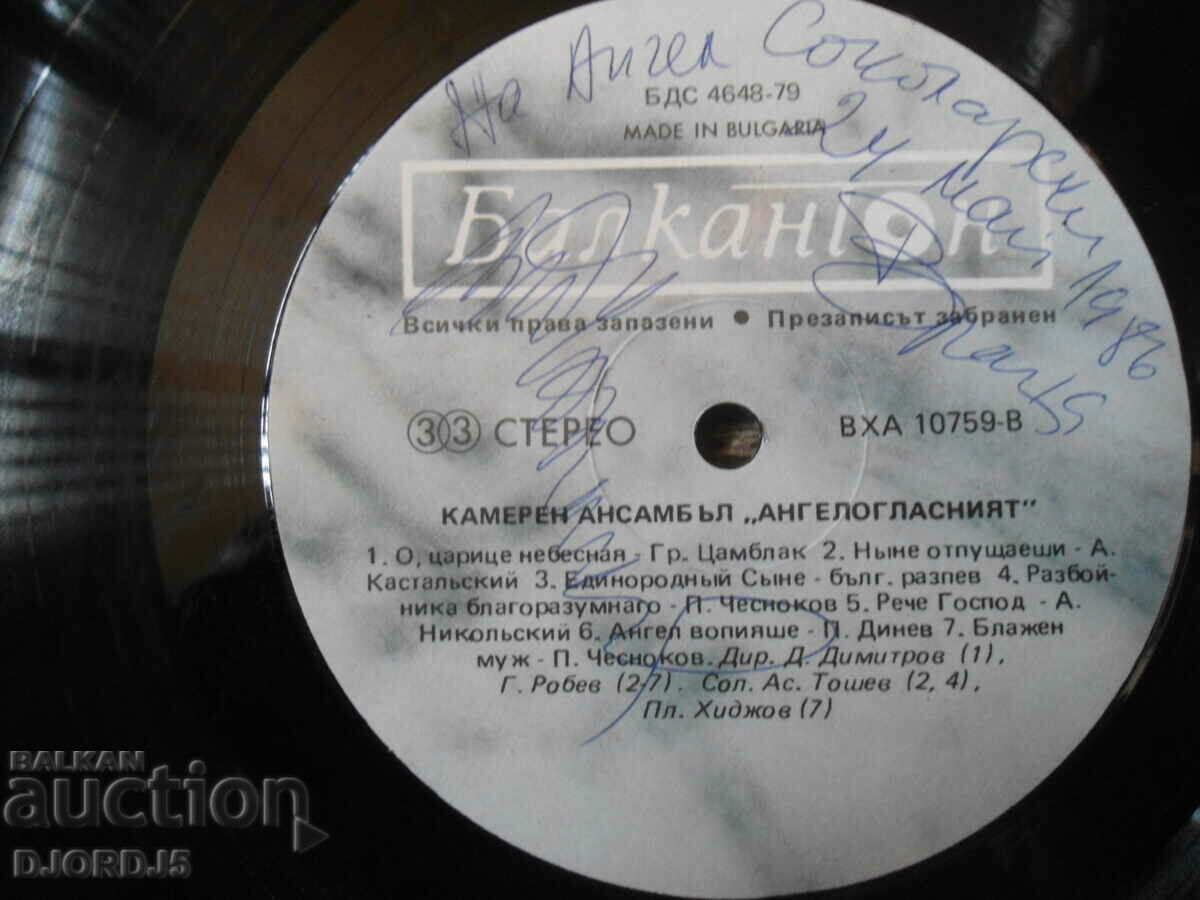 На Ангел Сокола
24 май 1986
БДС 4648-79
MADE IN BULGARIA
Балкантон
Всички права запазени • Презаписът забранен
33 СТЕРЕО
ВХА 10759-В
КАМЕРЕН АНСАМБЪЛ „АНГЕЛОГЛАСНИЯТ"
1. О, царице небесная - Гр. Цамблак 2. Ныне отпущаеши - А.
Кастальский 3. Единородный Сыне - бълг. разпев 4. Разбой-
ника благоразумнаго - П. Чесноков 5. Рече Господ - А.
Никольский 6. Ангел вопияше - П. Динев 7. Блажен
муж - П. Чесноков. Дир. Д. Димитров (1),
Г. Робев (2-7). Сол. Ас. Тошев (2, 4),
Пл. Хиджов (7)
BALKAN
auction
DJORDJ5